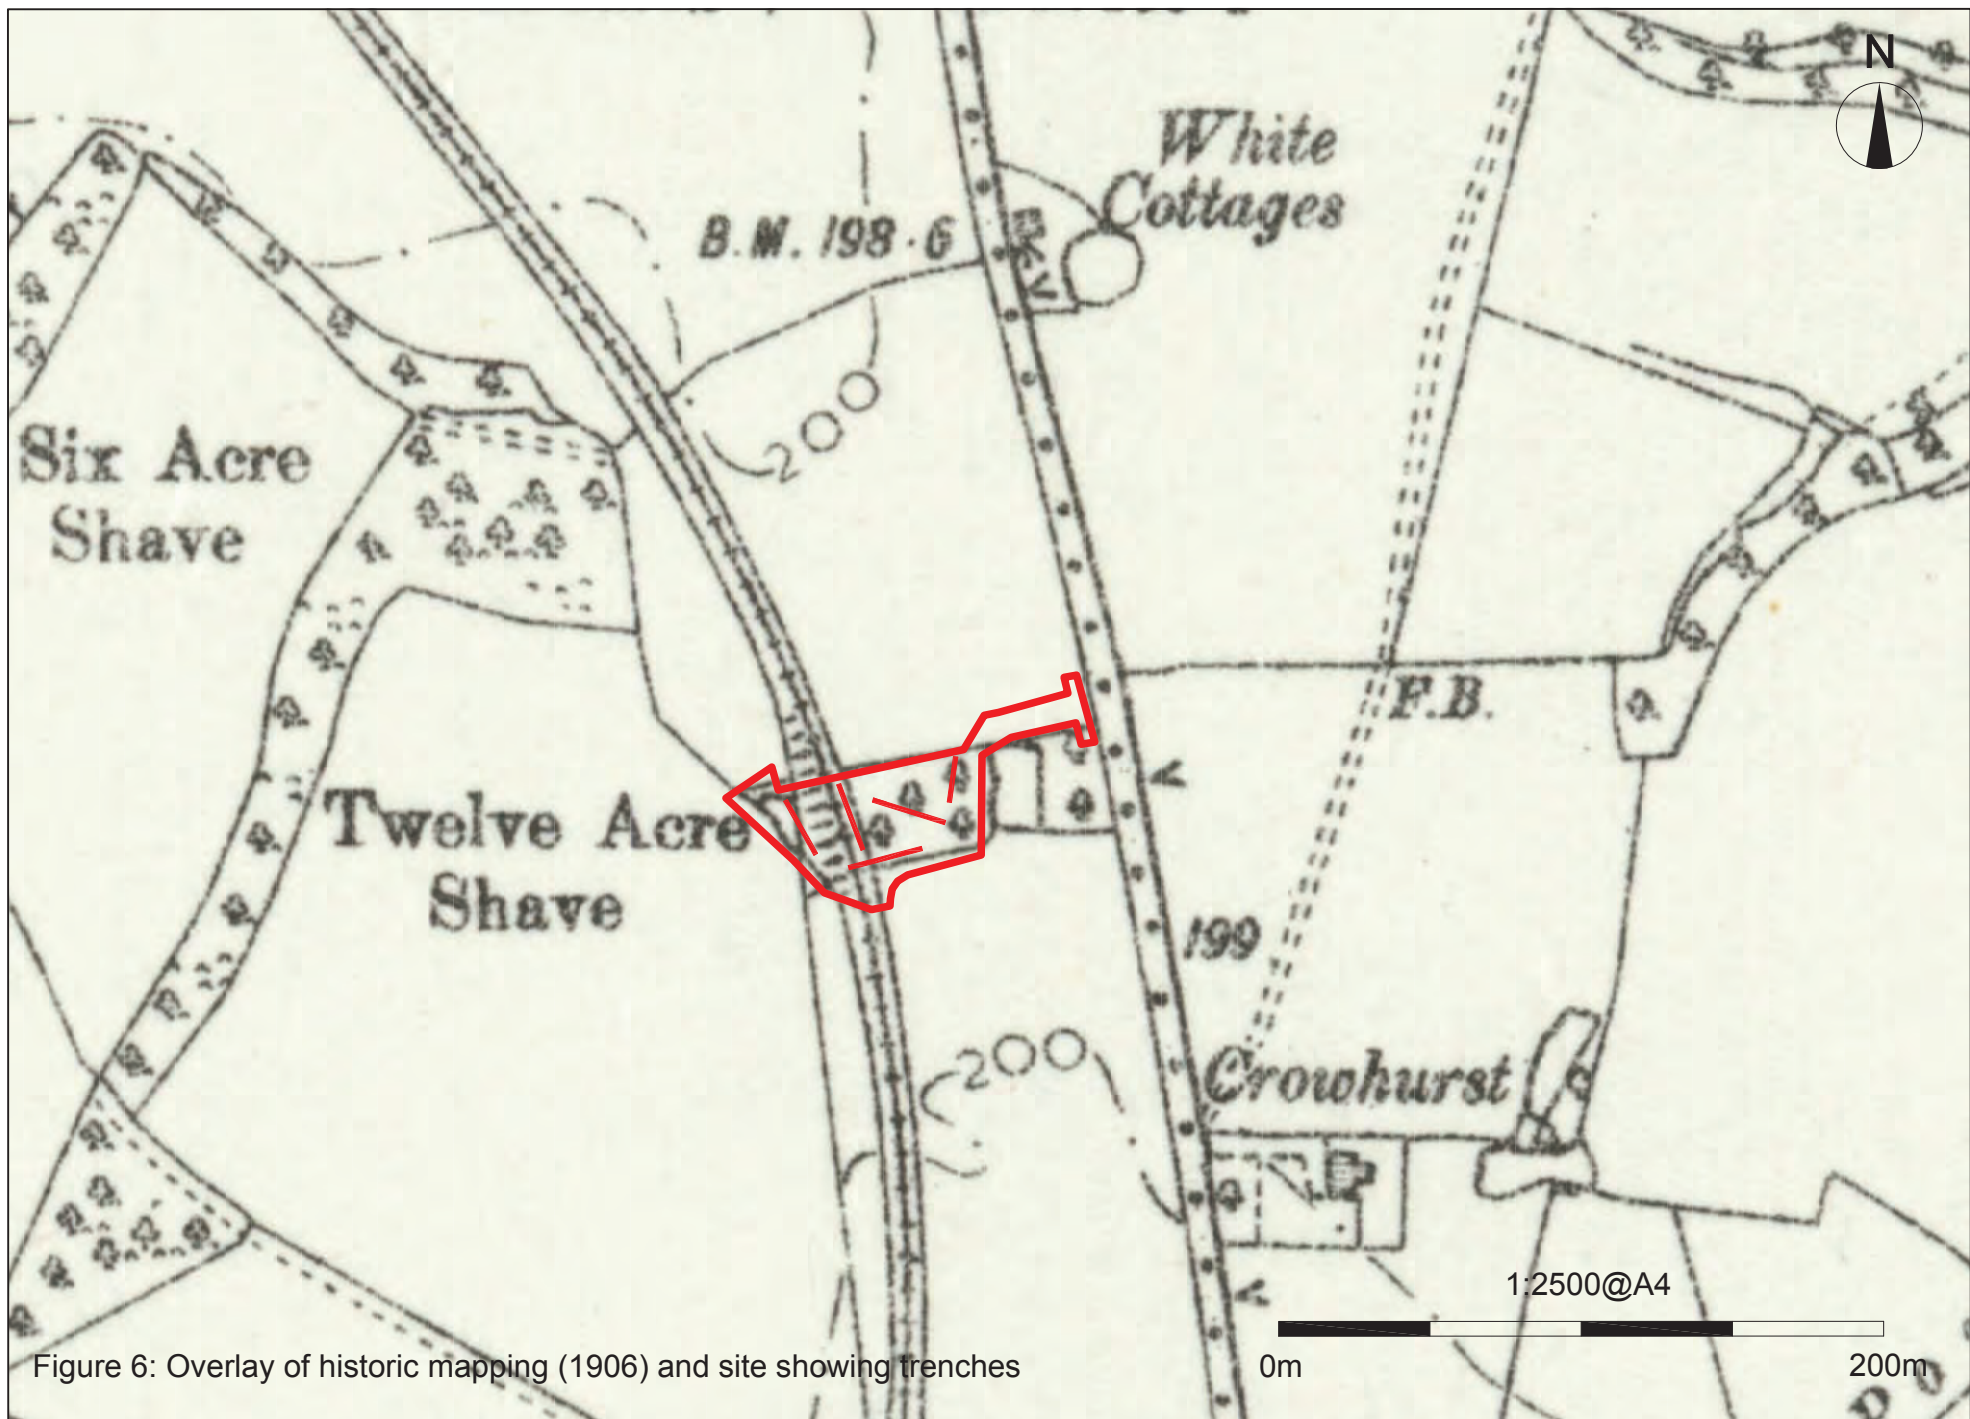 N
White
Cottages
B.M. 198·6
200
Six Acre
Shave
F.B.
Twelve Acre
Shave
199
200
Crowhurst
1:2500@A4
0m
200m
Figure 6: Overlay of historic mapping (1906) and site showing trenches